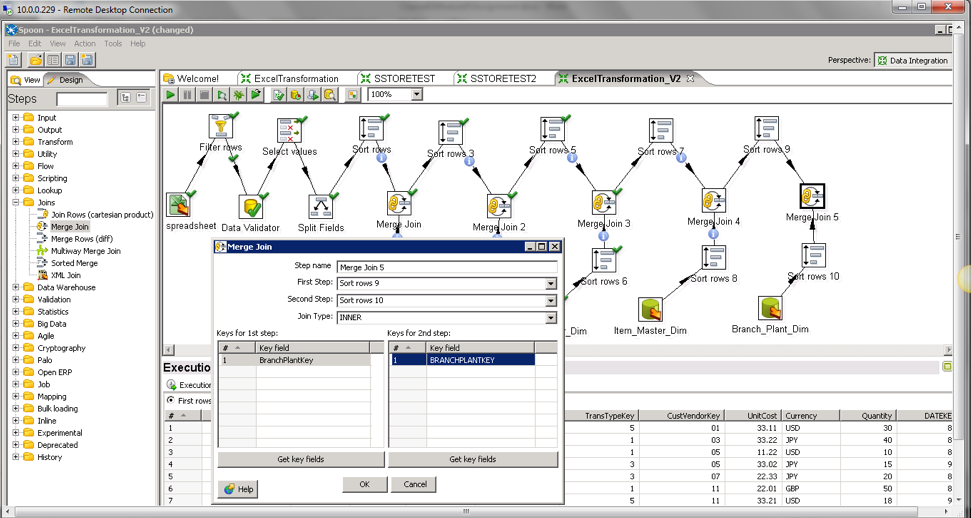 10.0.0.229 - Remote Desktop Connection
Spoon - ExcelTransformation_V2 (changed)
File Edit View Action Tools Help
Perspective: Data Integration
View Design
Welcome! ExcelTransformation SSTORETEST SSTORETEST2 ExcelTransformation_V2
Steps
100%
Input
Output
Transform
Utility
Flow
Scripting
Lookup
Joins
Join Rows (cartesian product)
Merge Join
Merge Rows (diff)
Multiway Merge Join
Sorted Merge
XML Join
Data Warehouse
Validation
Statistics
Big Data
Agile
Cryptography
Palo
Open ERP
Job
Mapping
Bulk loading
Inline
Experimental
Deprecated
History
Filter rows
Select values
Sort rows
Sort rows 3
Sort rows 5
Sort rows 7
Sort rows 9
spreadsheet
Data Validator
Split Fields
Merge Join
Merge Join 2
Merge Join 3
Merge Join 4
Merge Join 5
Sort rows 6
Sort rows 8
Sort rows 10
_Dim
Item_Master_Dim
Branch_Plant_Dim
Merge Join
Step name Merge Join 5
First Step: Sort rows 9
Second Step: Sort rows 10
Join Type: INNER
Keys for 1st step: Keys for 2nd step:
# Key field # Key field
1 BranchPlantKey 1 BRANCHPLANTKEY
Get key fields Get key fields
Help OK Cancel
Executio
Execution
First rows
# TransTypeKey CustVendorKey UnitCost Currency Quantity DATEKE
1 5 01 33.11 USD 30 8
2 1 03 33.22 JPY 40 8
3 1 05 11.22 USD 10 8
4 3 05 33.02 JPY 15 9
5 3 07 22.33 JPY 20 8
6 1 11 22.01 GBP 50 8
7 5 11 33.21 USD 18 9